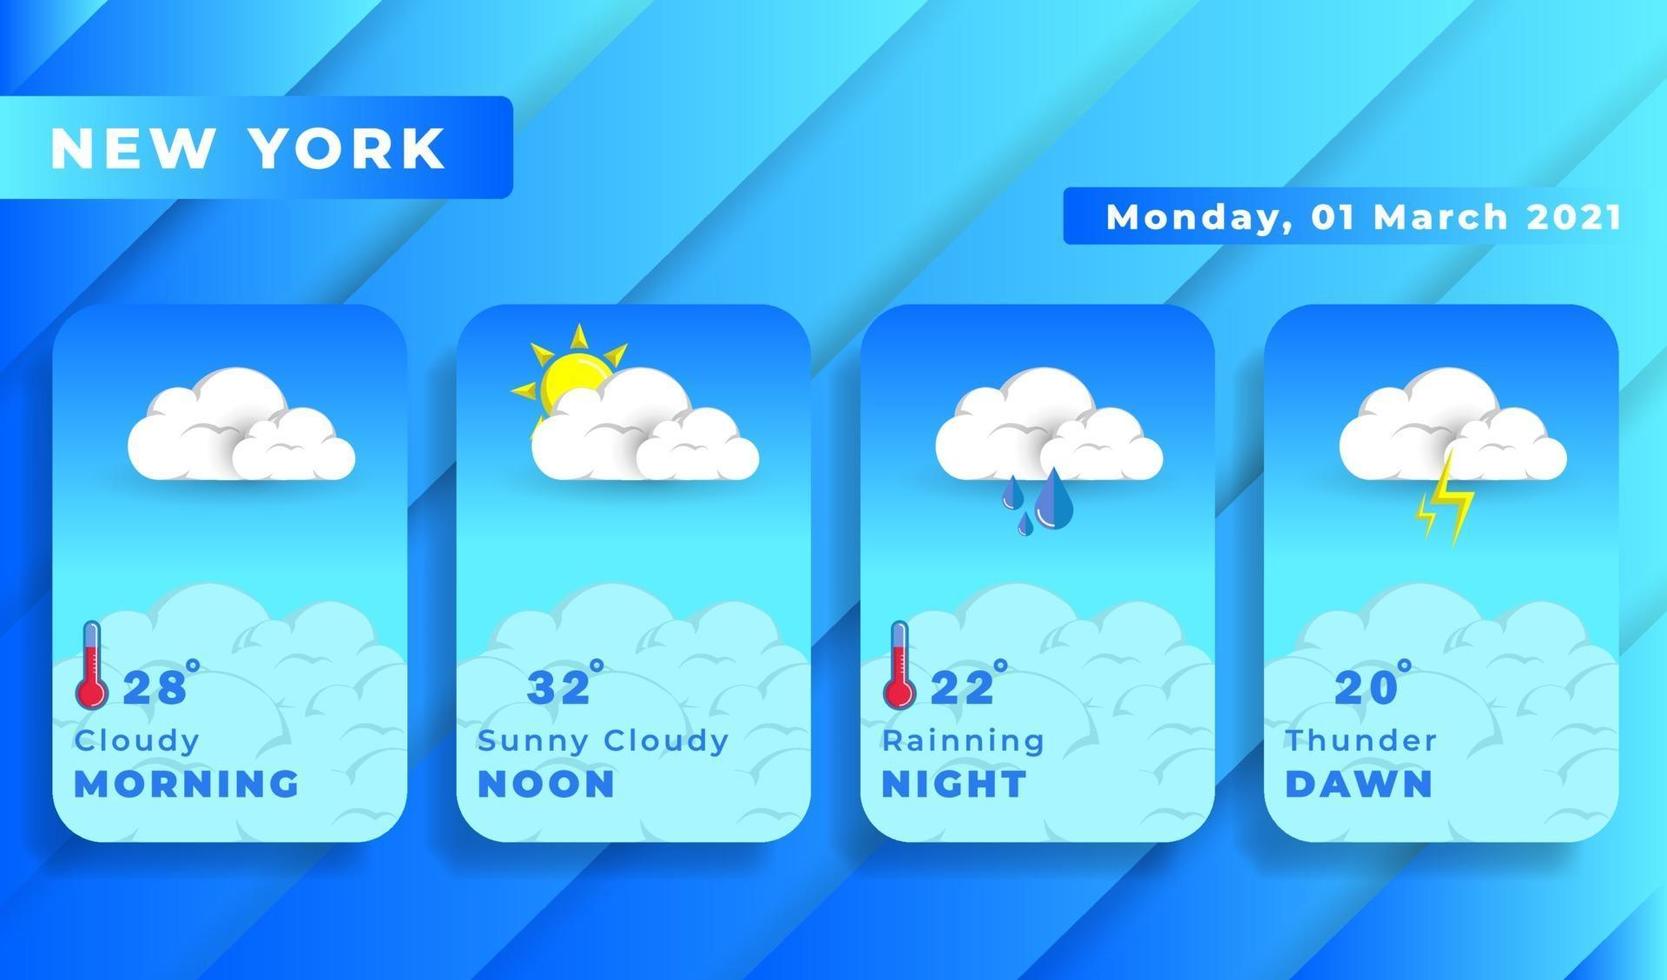 NEW YORK
Monday, 01 March 2021
28°
Cloudy
MORNING
32°
Sunny Cloudy
NOON
22°
Rainning
NIGHT
20°
Thunder
DAWN